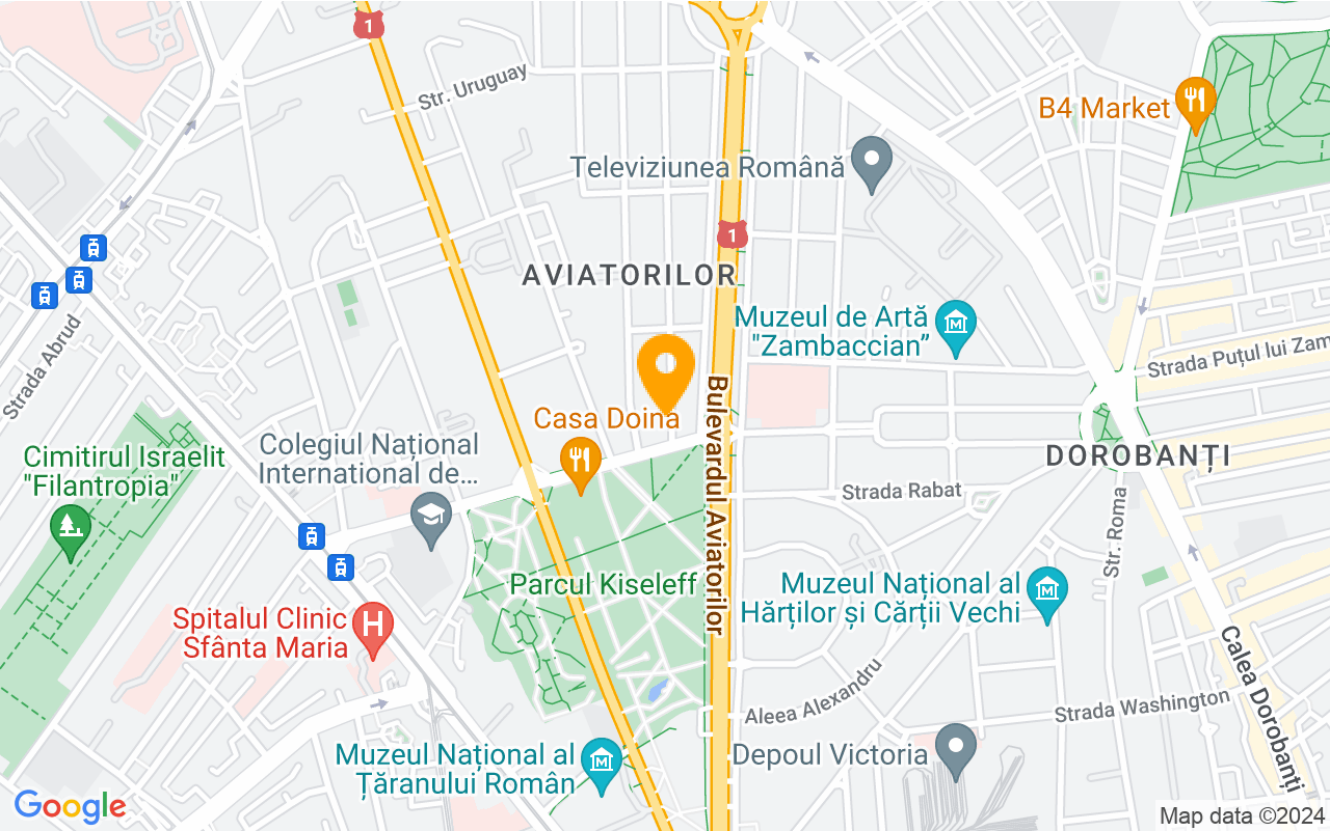 1
Str. Uruguay
B4 Market
Televiziunea Română
1
AVIATORILOR
Muzeul de Artă
"Zambaccian”
Strada Abrud
Strada Puțul lui Zam
Casa Doina
Bulevardul Aviatorilor
Cimitirul Israelit
"Filantropia"
Colegiul Național
International de...
DOROBANȚI
Strada Rabat
Str. Roma
Parcul Kiseleff
Muzeul Național al
Hărților și Cărții Vechi
Spitalul Clinic
Sfânta Maria
H
Calea Dorobanți
Aleea Alexandru
Strada Washington
Muzeul Național al
Țăranului Român
Depoul Victoria
Google
Map data ©2024